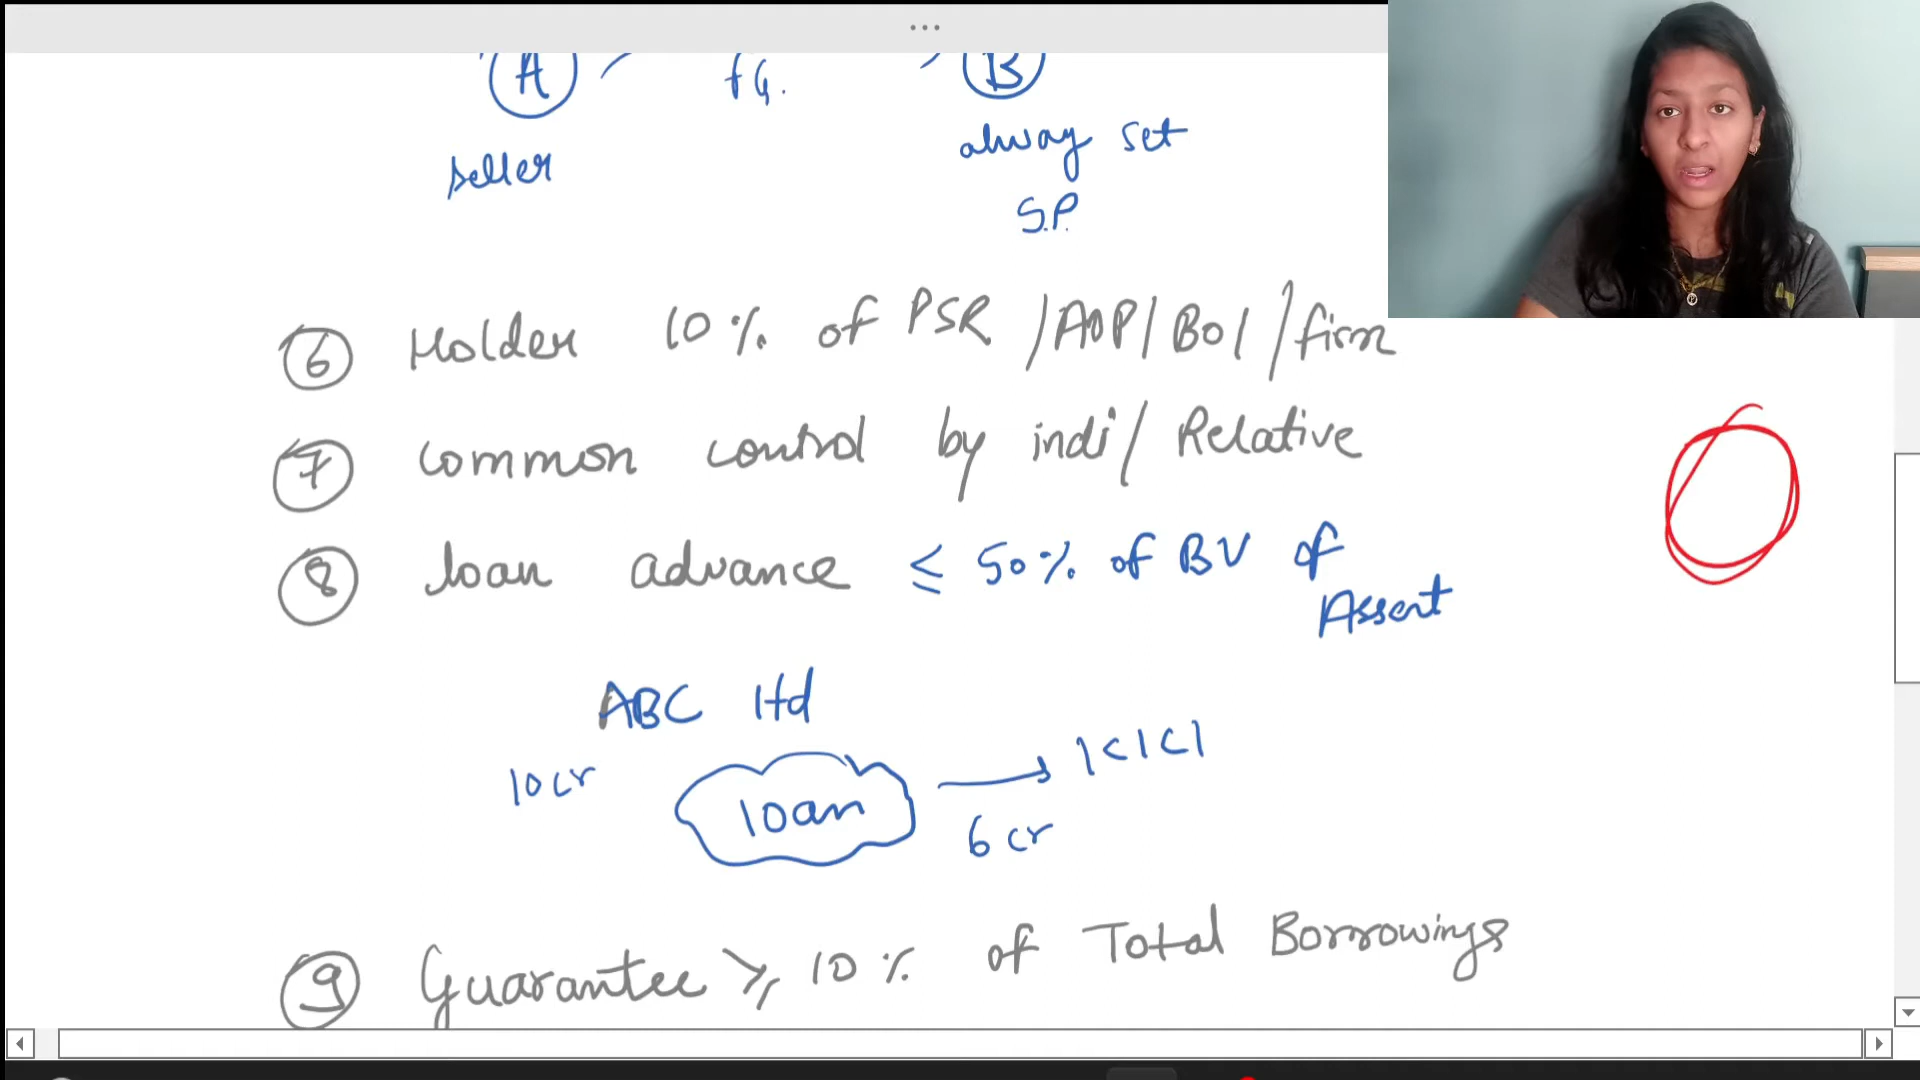 A f G. B
seller alway set
S.P.
6 Holder 10% of PSR / AOP / BOI / firm
7 common control by indi / Relative
8 loan advance ≤ 50% of BV of
Assent
ABC ltd
10 cr loan → ICICI
6 cr
9 Guarantee ≥ 10% of Total Borrowings